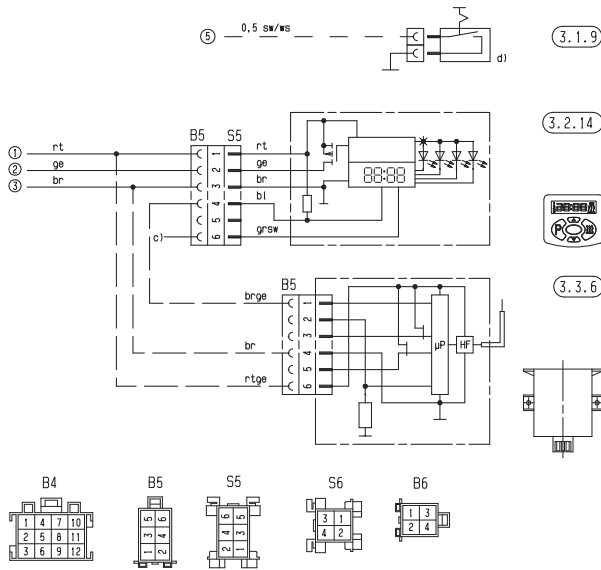 5 0,5 sw/ws
d)
3.1.9
B5 S5
3.2.14
1 rt
2 ge
3 br
1 rt
2 ge
3 br
4 bl
5
c) 6 grsw
88:88
P
3.3.6
B5
brge 1
2
3
br 4
5
rtge 6
µP
HF
B4 B5 S5 S6 B6
1 4 7 10
2 5 8 11
3 6 9 12
5 6
3 4
1 2
6 5
4 3
2 1
3 1
4 2
1 3
2 4